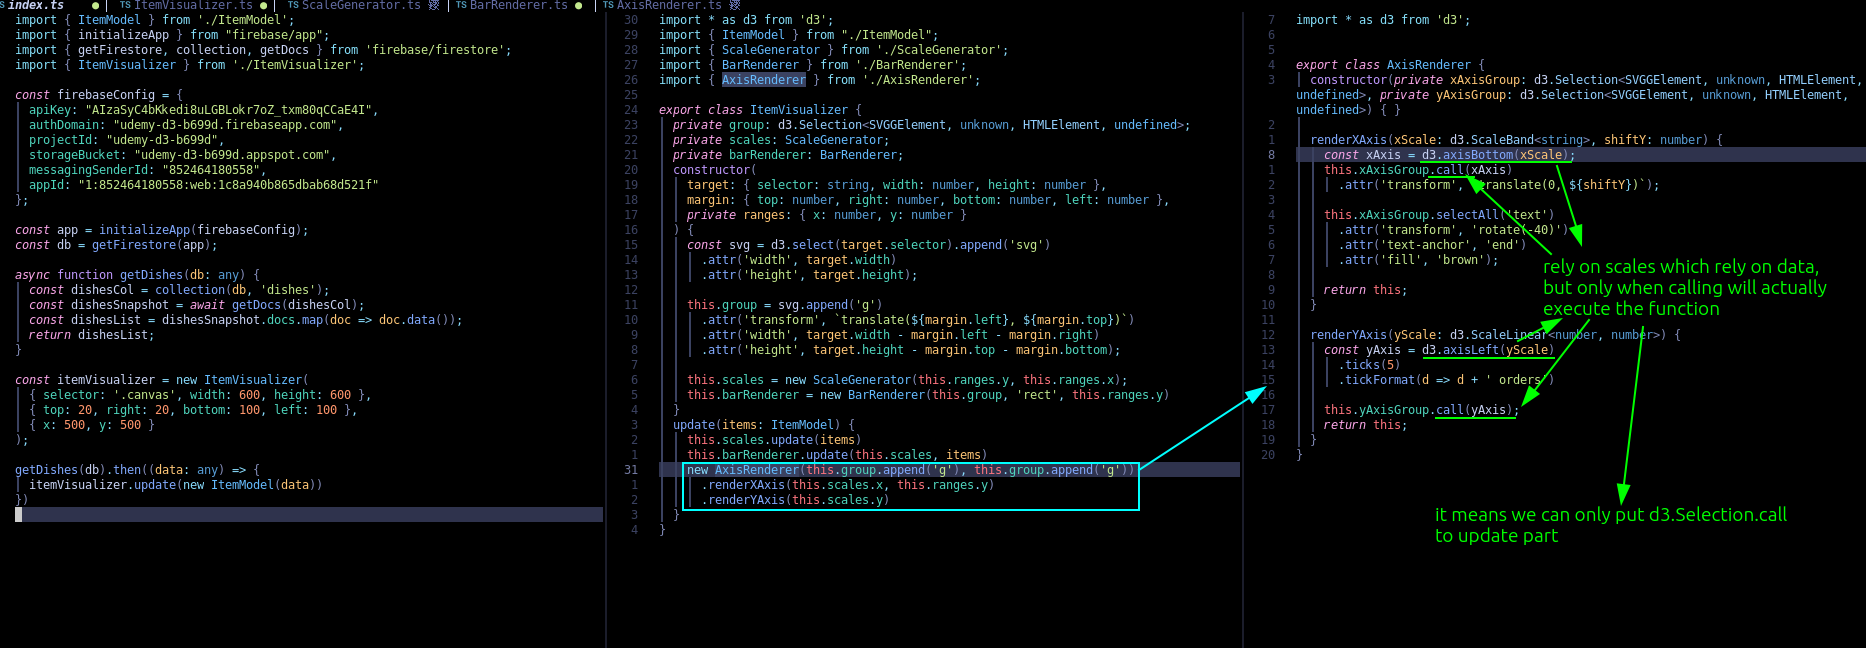 index.ts ● | TS ItemVisualizer.ts ● | TS ScaleGenerator.ts | TS BarRenderer.ts ● | TS AxisRenderer.ts
import { ItemModel } from './ItemModel';
import { initializeApp } from "firebase/app";
import { getFirestore, collection, getDocs } from 'firebase/firestore';
import { ItemVisualizer } from './ItemVisualizer';
const firebaseConfig = {
apiKey: "AIzaSyC4bKkedi8uLGBLokr7oZ_txm80qCCaE4I",
authDomain: "udemy-d3-b699d.firebaseapp.com",
projectId: "udemy-d3-b699d",
storageBucket: "udemy-d3-b699d.appspot.com",
messagingSenderId: "852464180558",
appId: "1:852464180558:web:1c8a940b865dbab68d521f"
};
const app = initializeApp(firebaseConfig);
const db = getFirestore(app);
async function getDishes(db: any) {
const dishesCol = collection(db, 'dishes');
const dishesSnapshot = await getDocs(dishesCol);
const dishesList = dishesSnapshot.docs.map(doc => doc.data());
return dishesList;
}
const itemVisualizer = new ItemVisualizer(
{ selector: '.canvas', width: 600, height: 600 },
{ top: 20, right: 20, bottom: 100, left: 100 },
{ x: 500, y: 500 }
);
getDishes(db).then((data: any) => {
itemVisualizer.update(new ItemModel(data))
})
30 import * as d3 from 'd3';
29 import { ItemModel } from "./ItemModel";
28 import { ScaleGenerator } from './ScaleGenerator';
27 import { BarRenderer } from './BarRenderer';
26 import { AxisRenderer } from './AxisRenderer';
25
24 export class ItemVisualizer {
23 private group: d3.Selection<SVGGElement, unknown, HTMLElement, undefined>;
22 private scales: ScaleGenerator;
21 private barRenderer: BarRenderer;
20 constructor(
19 target: { selector: string, width: number, height: number },
18 margin: { top: number, right: number, bottom: number, left: number },
17 private ranges: { x: number, y: number }
16 ) {
15 const svg = d3.select(target.selector).append('svg')
14 .attr('width', target.width)
13 .attr('height', target.height);
12
11 this.group = svg.append('g')
10 .attr('transform', `translate(${margin.left}, ${margin.top})`)
9 .attr('width', target.width - margin.left - margin.right)
8 .attr('height', target.height - margin.top - margin.bottom);
7
6 this.scales = new ScaleGenerator(this.ranges.y, this.ranges.x);
5 this.barRenderer = new BarRenderer(this.group, 'rect', this.ranges.y)
4 }
3 update(items: ItemModel) {
2 this.scales.update(items)
1 this.barRenderer.update(this.scales, items)
31 new AxisRenderer(this.group.append('g'), this.group.append('g'))
1 .renderXAxis(this.scales.x, this.ranges.y)
2 .renderYAxis(this.scales.y)
3 }
4 }
7 import * as d3 from 'd3';
6
5
4 export class AxisRenderer {
3 constructor(private xAxisGroup: d3.Selection<SVGGElement, unknown, HTMLElement,
undefined>, private yAxisGroup: d3.Selection<SVGGElement, unknown, HTMLElement,
undefined>) { }
2
1 renderXAxis(xScale: d3.ScaleBand<string>, shiftY: number) {
8 const xAxis = d3.axisBottom(xScale);
1 this.xAxisGroup.call(xAxis)
2 .attr('transform', `translate(0, ${shiftY})`);
3
4 this.xAxisGroup.selectAll('text')
5 .attr('transform', 'rotate(-40)')
6 .attr('text-anchor', 'end')
7 .attr('fill', 'brown');
8
9 return this;
10 }
11
12 renderYAxis(yScale: d3.ScaleLinear<number, number>) {
13 const yAxis = d3.axisLeft(yScale)
14 .ticks(5)
15 .tickFormat(d => d + ' orders')
16
17 this.yAxisGroup.call(yAxis);
18 return this;
19 }
20 }
rely on scales which rely on data,
but only when calling will actually
execute the function
it means we can only put d3.Selection.call
to update part